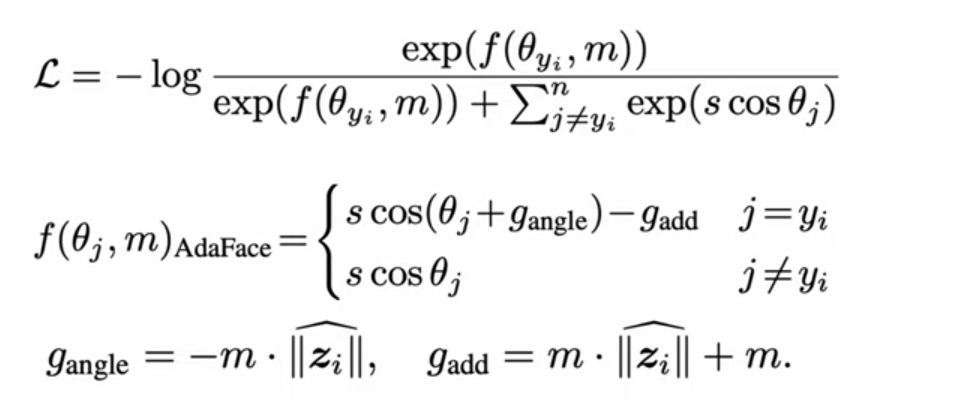 ℒ = − log exp(f(θ_{y_i}, m)) / (exp(f(θ_{y_i}, m)) + ∑_{j≠y_i}^{n} exp(s cos θ_j))
f(θ_j, m)_{AdaFace} = { s cos(θ_j + g_{angle}) − g_{add}   j = y_i
s cos θ_j   j ≠ y_i
g_{angle} = −m · \widehat{‖z_i‖},   g_{add} = m · \widehat{‖z_i‖} + m.